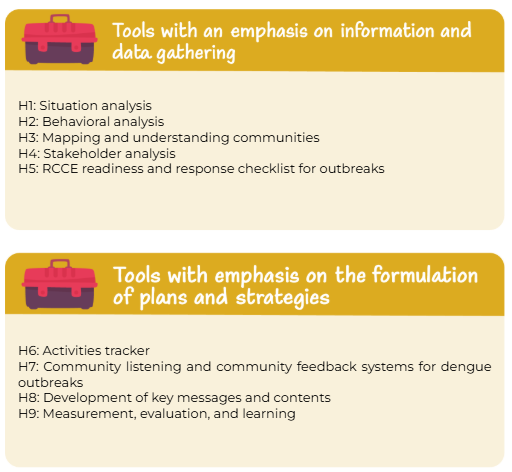 Tools with an emphasis on information and
data gathering
H1: Situation analysis
H2: Behavioral analysis
H3: Mapping and understanding communities
H4: Stakeholder analysis
H5: RCCE readiness and response checklist for outbreaks
Tools with emphasis on the formulation
of plans and strategies
H6: Activities tracker
H7: Community listening and community feedback systems for dengue
outbreaks
H8: Development of key messages and contents
H9: Measurement, evaluation, and learning